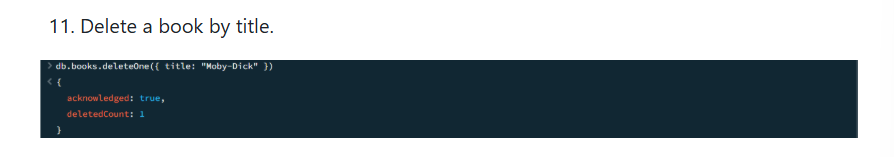 11. Delete a book by title.
> db.books.deleteOne({ title: "Moby-Dick" })
< {
acknowledged: true,
deletedCount: 1
}